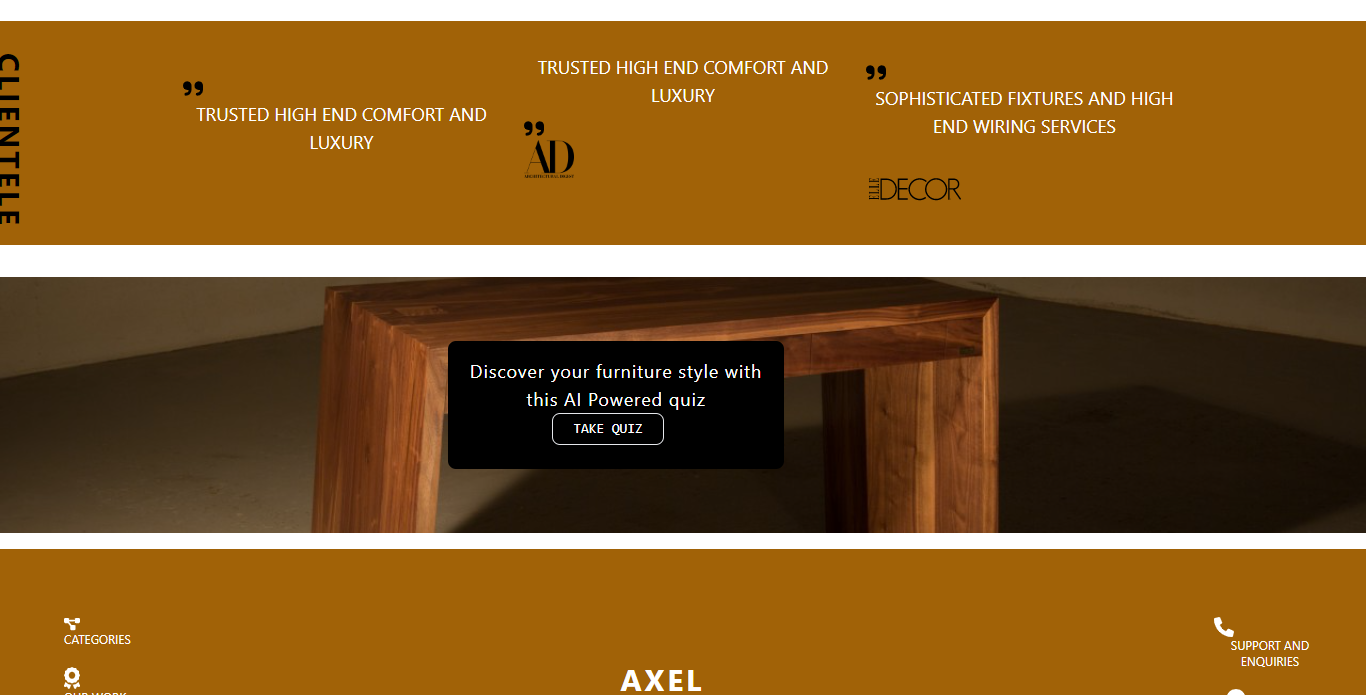 CLIENTELE
”
TRUSTED HIGH END COMFORT AND
LUXURY
TRUSTED HIGH END COMFORT AND
LUXURY
”
AD
ARCHITECTURAL DIGEST
”
SOPHISTICATED FIXTURES AND HIGH
END WIRING SERVICES
ELLE DECOR
Discover your furniture style with
this AI Powered quiz
TAKE QUIZ
CATEGORIES
OUR WORK
AXEL
SUPPORT AND
ENQUIRIES